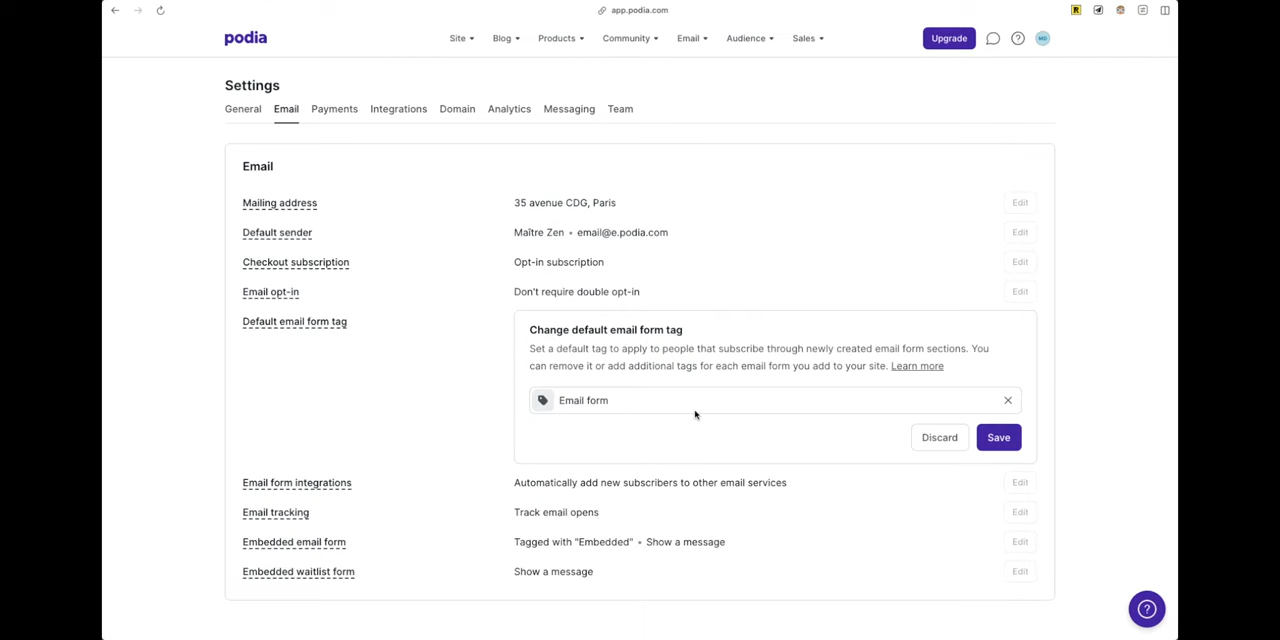 app.podia.com
podia
Site Blog Products Community Email Audience Sales
Upgrade
MD
Settings
General Email Payments Integrations Domain Analytics Messaging Team
Email
Mailing address 35 avenue CDG, Paris Edit
Default sender Maître Zen • email@e.podia.com Edit
Checkout subscription Opt-in subscription Edit
Email opt-in Don't require double opt-in Edit
Default email form tag
Change default email form tag
Set a default tag to apply to people that subscribe through newly created email form sections. You
can remove it or add additional tags for each email form you add to your site. Learn more
Email form
Discard Save
Email form integrations Automatically add new subscribers to other email services Edit
Email tracking Track email opens Edit
Embedded email form Tagged with "Embedded" • Show a message Edit
Embedded waitlist form Show a message Edit